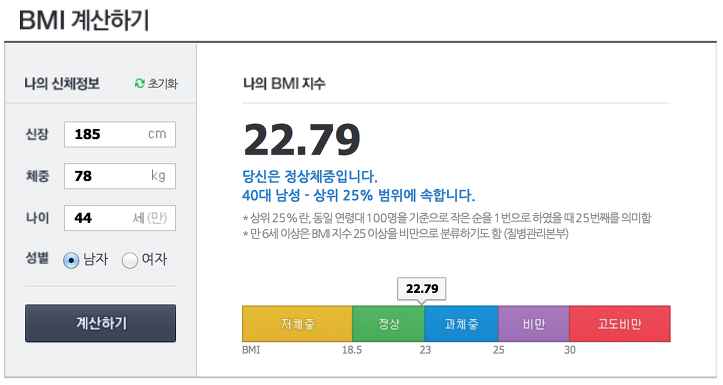 BMI 계산하기
나의 신체정보
초기화
신장 185 cm
체중 78 kg
나이 44 세(만)
성별 남자 여자
계산하기
나의 BMI 지수
22.79
당신은 정상체중입니다.
40대 남성 - 상위 25% 범위에 속합니다.
* 상위 25%란, 동일 연령대 100명을 기준으로 작은 순을 1번으로 하였을 때 25번째를 의미함
* 만 6세 이상은 BMI 지수 25 이상을 비만으로 분류하기도 함 (질병관리본부)
22.79
저체중 정상 과체중 비만 고도비만
BMI 18.5 23 25 30